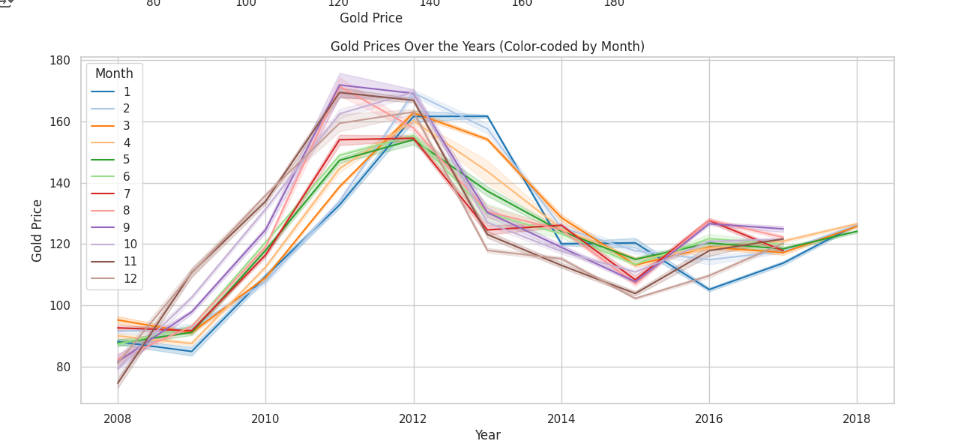 80 100 120 140 160 180
Gold Price
Gold Prices Over the Years (Color-coded by Month)
180
160
140
120
100
80
Gold Price
Month
1
2
3
4
5
6
7
8
9
10
11
12
2008 2010 2012 2014 2016 2018
Year